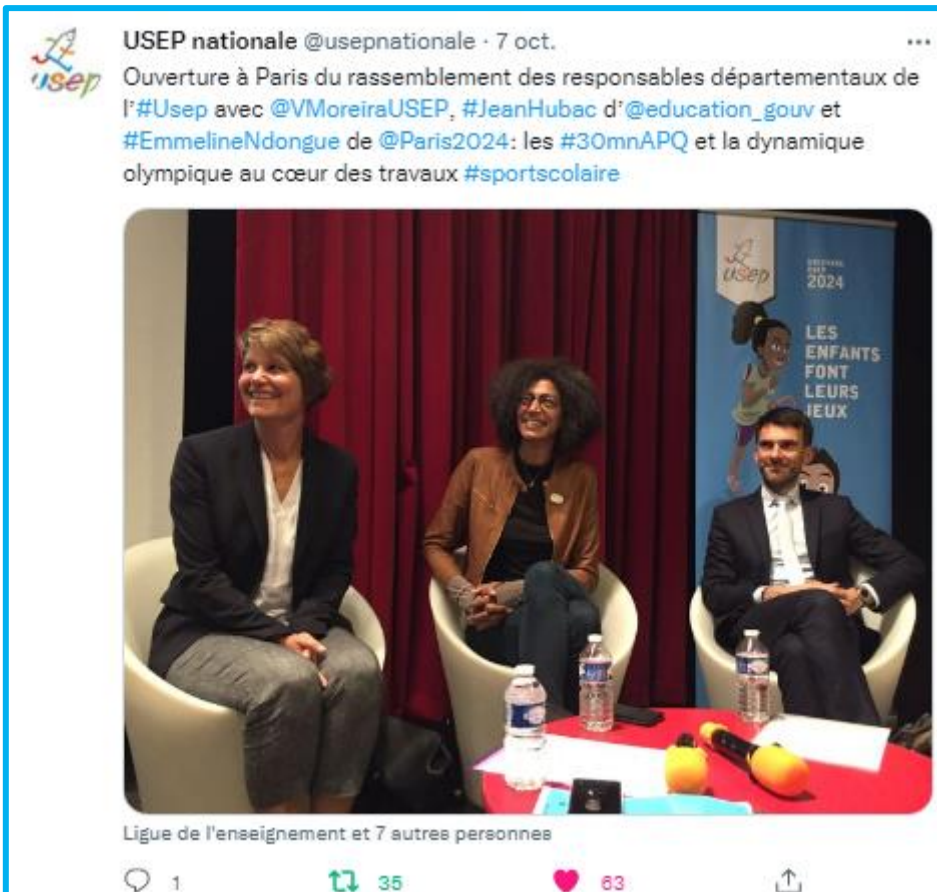 USEP nationale @usepnationale · 7 oct.
Ouverture à Paris du rassemblement des responsables départementaux de
l'#Usep avec @VMoreiraUSEP, #JeanHubac d'@education_gouv et
#EmmelineNdongue de @Paris2024: les #30mnAPQ et la dynamique
olympique au cœur des travaux #sportscolaire
usep
usep
2024
LES
ENFANTS
FONT
LEURS
JEUX
Ligue de l'enseignement et 7 autres personnes
1 35 63